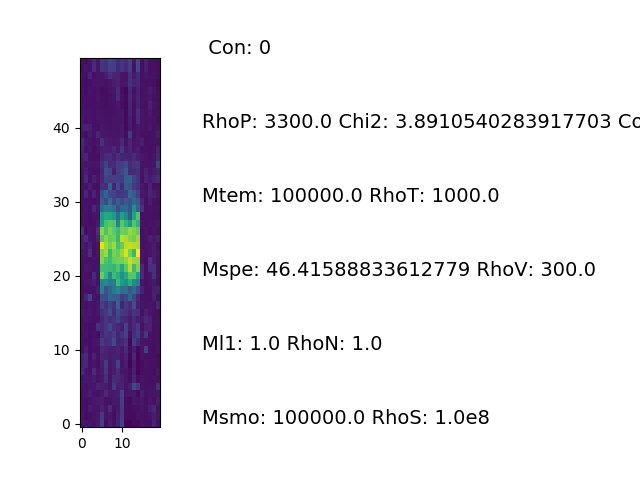 Con: 0
RhoP: 3300.0 Chi2: 3.8910540283917703 Co
Mtem: 100000.0 RhoT: 1000.0
Mspe: 46.41588833612779 RhoV: 300.0
Ml1: 1.0 RhoN: 1.0
Msmo: 100000.0 RhoS: 1.0e8
40
30
20
10
0
0 10